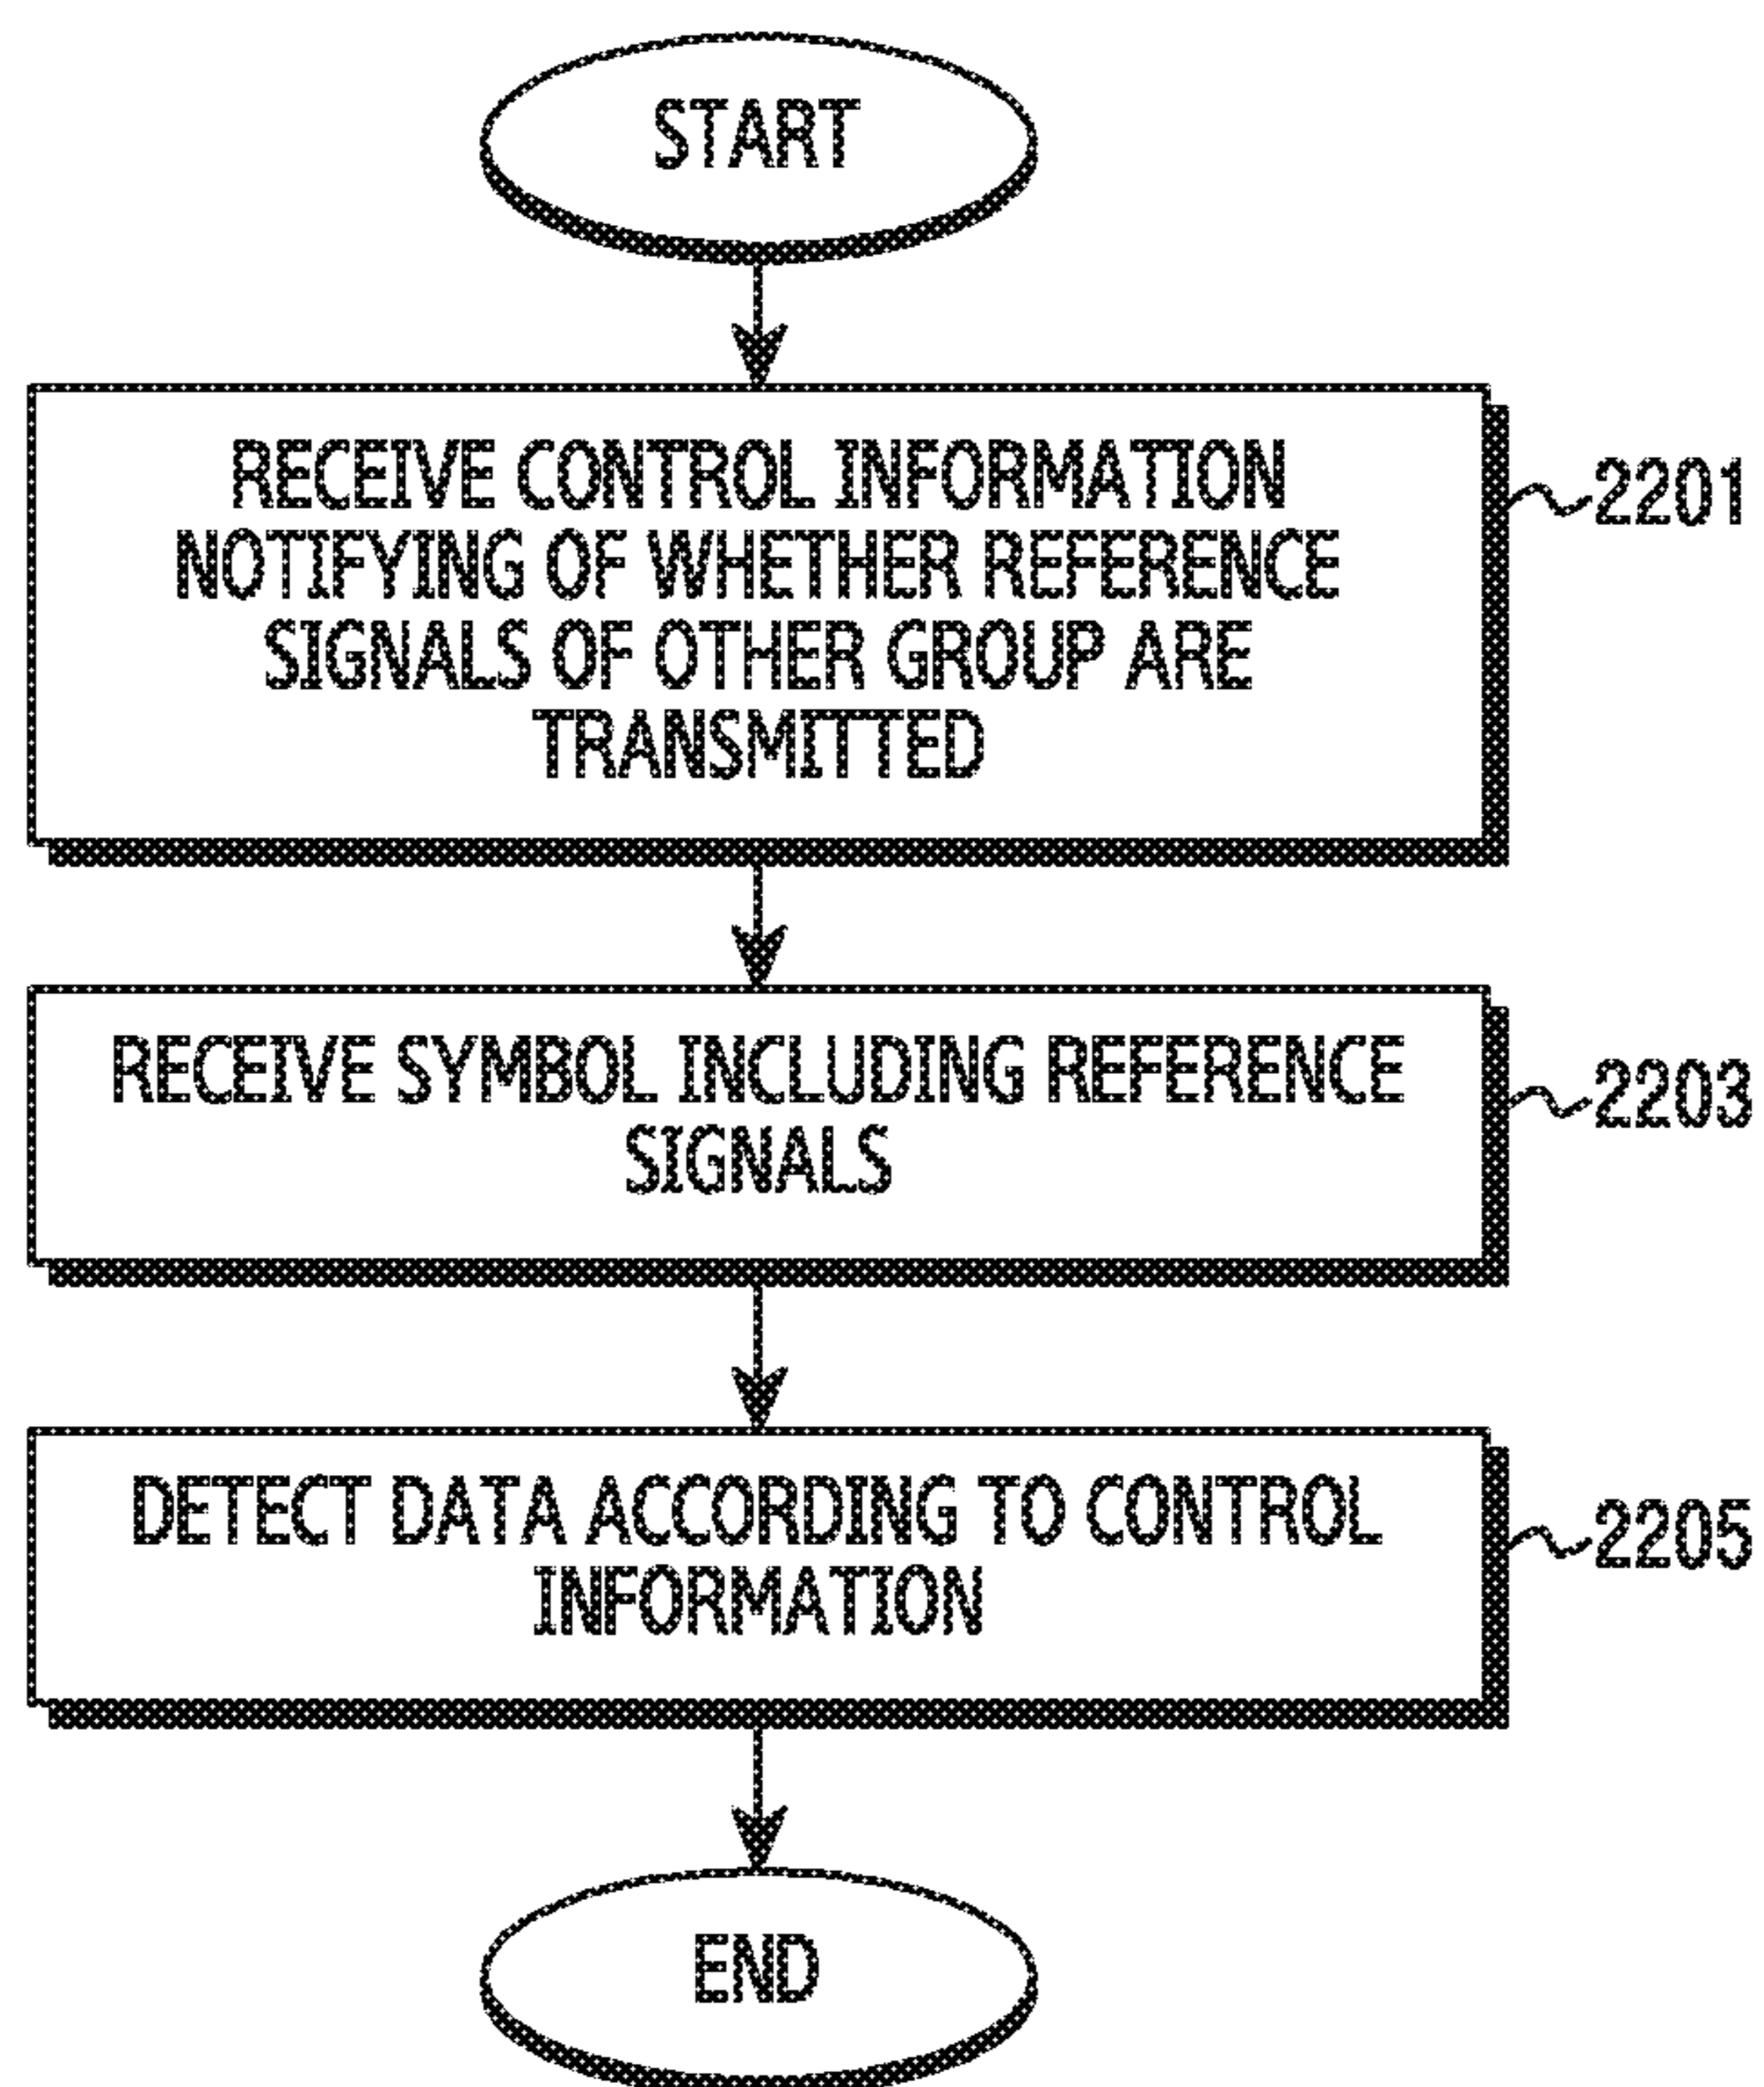 START
RECEIVE CONTROL INFORMATION
NOTIFYING OF WHETHER REFERENCE
SIGNALS OF OTHER GROUP ARE
TRANSMITTED
2201
RECEIVE SYMBOL INCLUDING REFERENCE
SIGNALS
2203
DETECT DATA ACCORDING TO CONTROL
INFORMATION
2205
END